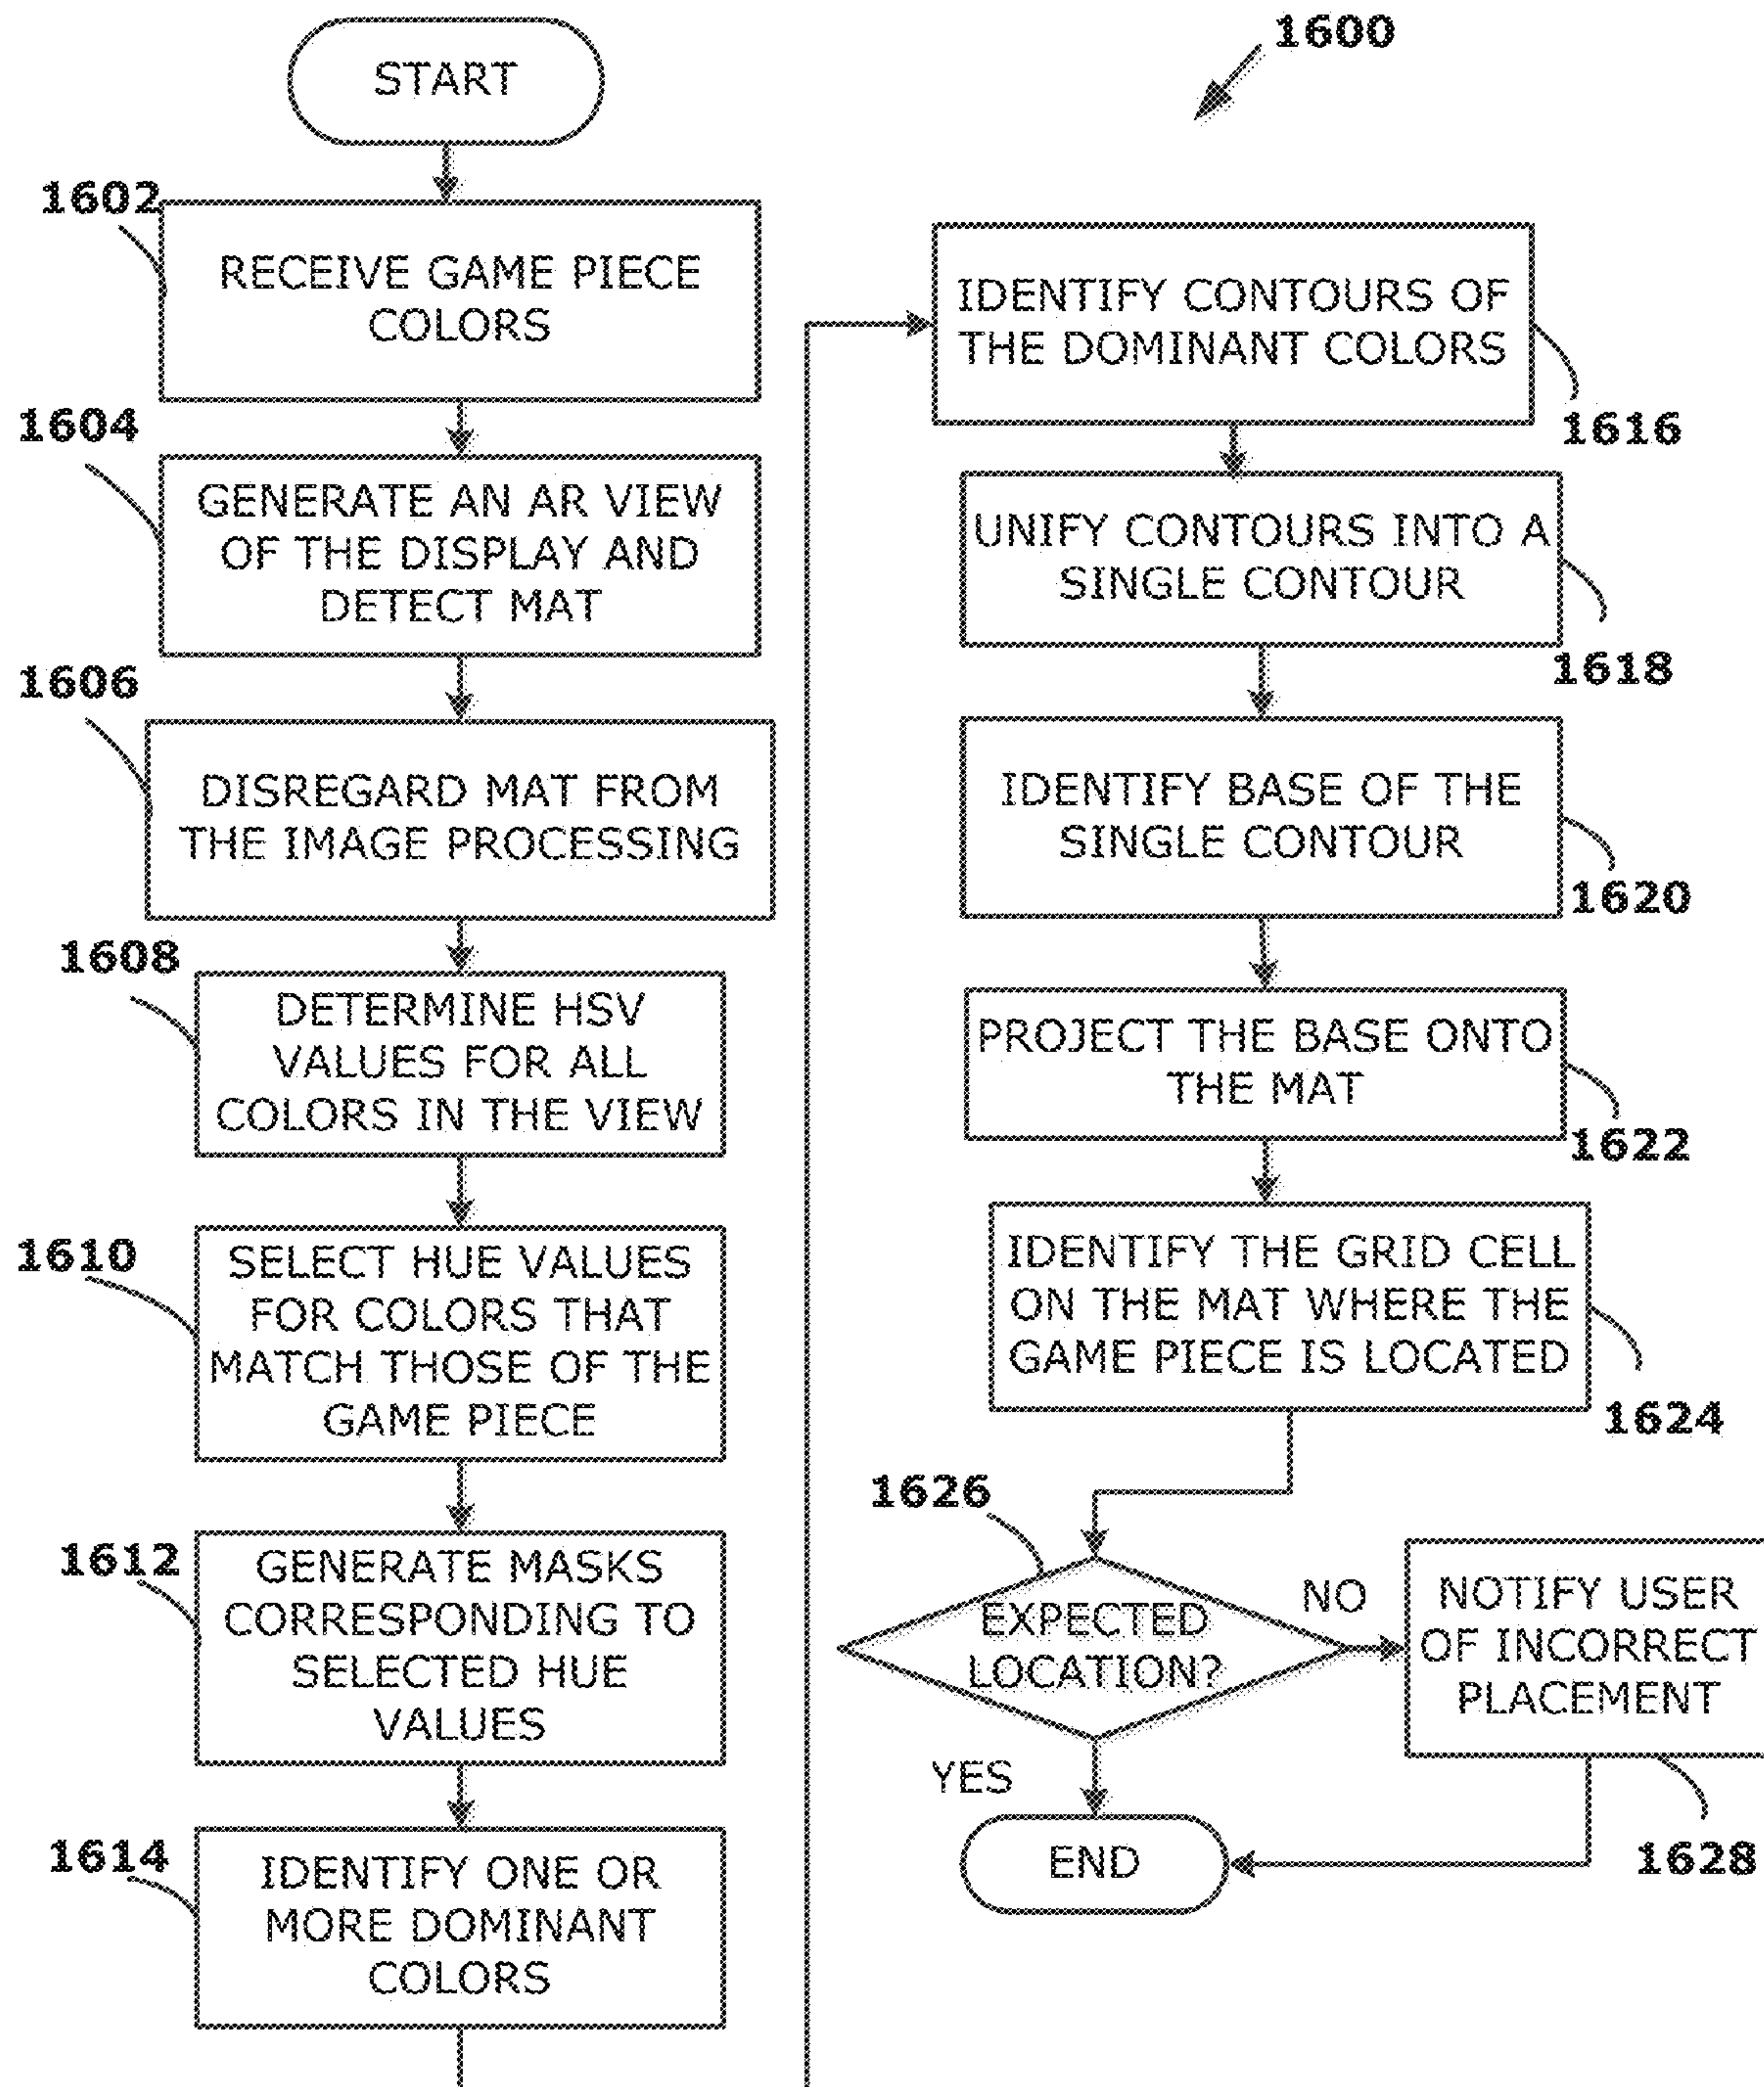 1600
START
1602
RECEIVE GAME PIECE
COLORS
1604
GENERATE AN AR VIEW
OF THE DISPLAY AND
DETECT MAT
1606
DISREGARD MAT FROM
THE IMAGE PROCESSING
1608
DETERMINE HSV
VALUES FOR ALL
COLORS IN THE VIEW
1610
SELECT HUE VALUES
FOR COLORS THAT
MATCH THOSE OF THE
GAME PIECE
1612
GENERATE MASKS
CORRESPONDING TO
SELECTED HUE
VALUES
1614
IDENTIFY ONE OR
MORE DOMINANT
COLORS
IDENTIFY CONTOURS OF
THE DOMINANT COLORS
1616
UNIFY CONTOURS INTO A
SINGLE CONTOUR
1618
IDENTIFY BASE OF THE
SINGLE CONTOUR
1620
PROJECT THE BASE ONTO
THE MAT
1622
IDENTIFY THE GRID CELL
ON THE MAT WHERE THE
GAME PIECE IS LOCATED
1624
1626
EXPECTED
LOCATION?
NO
NOTIFY USER
OF INCORRECT
PLACEMENT
1628
YES
END